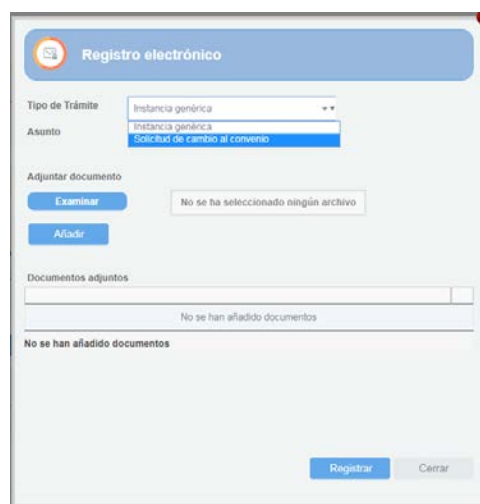 Registro electrónico
Tipo de Trámite
Instancia genérica
Instancia genérica
Asunto
Solicitud de cambio al convenio
Adjuntar documento
Examinar
No se ha seleccionado ningún archivo
Añadir
Documentos adjuntos
No se han añadido documentos
No se han añadido documentos
Registrar
Cerrar